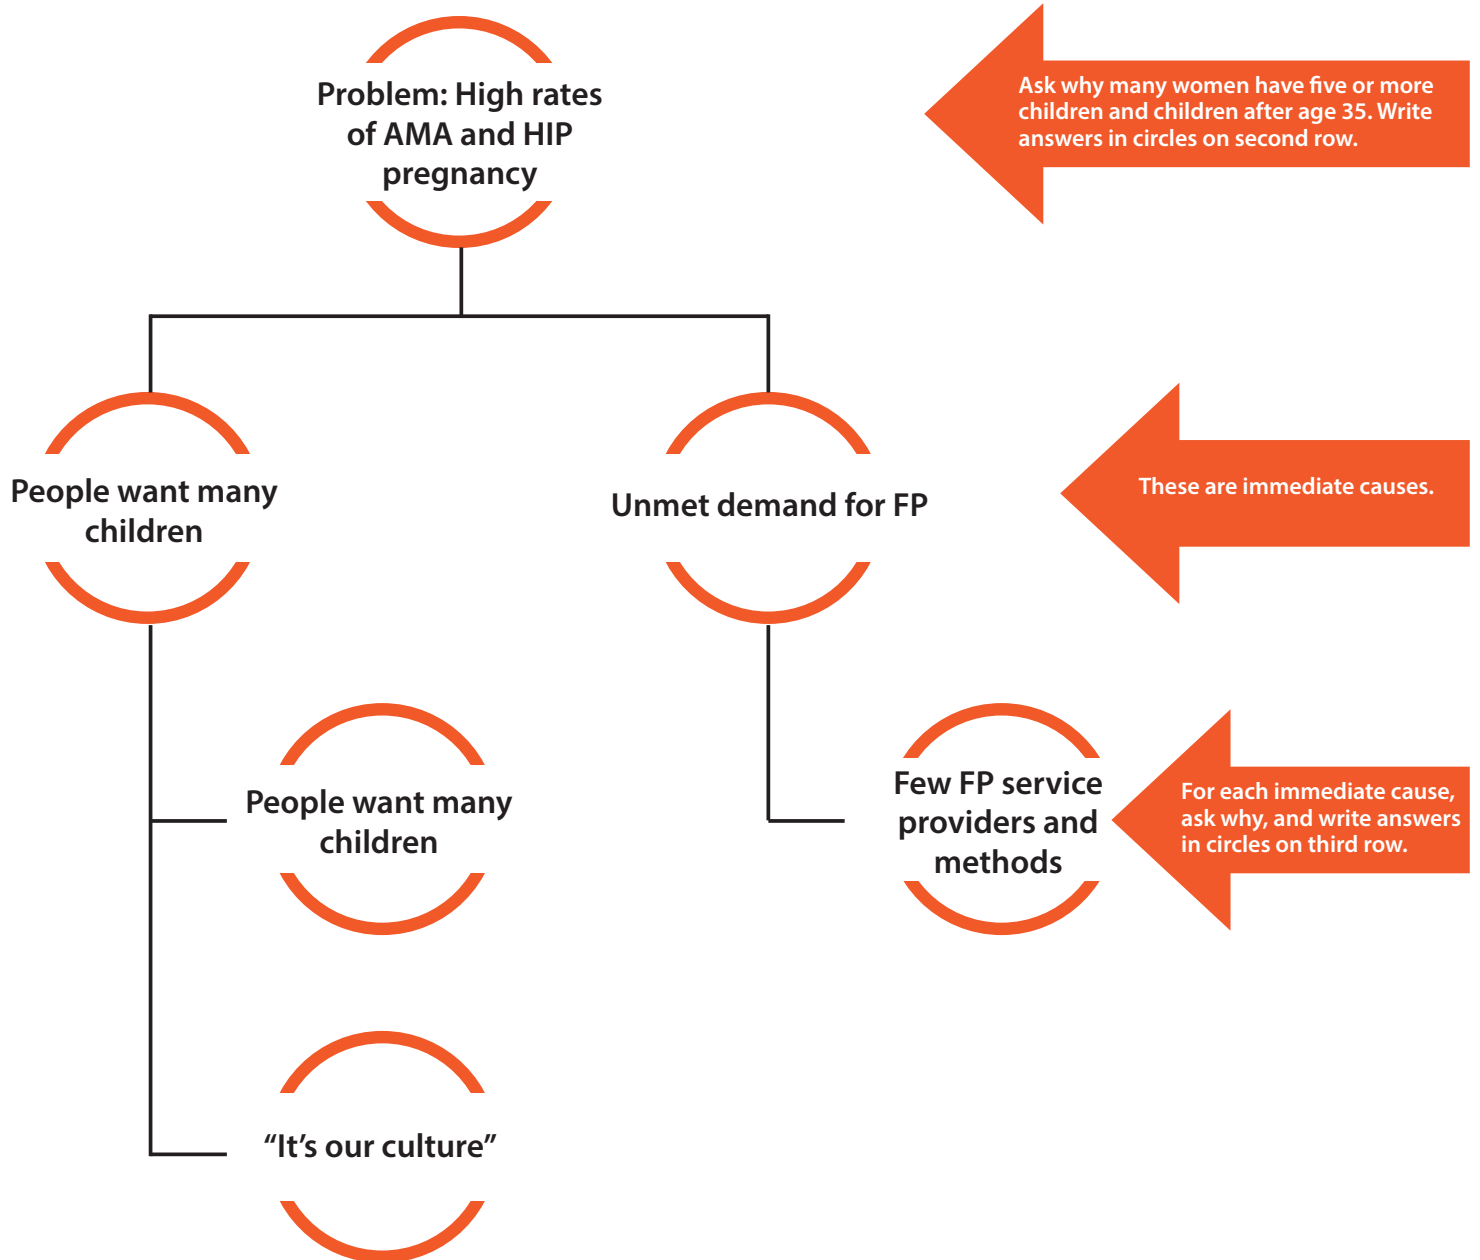 Problem: High rates
of AMA and HIP
pregnancy
Ask why many women have five or more
children and children after age 35. Write
answers in circles on second row.
People want many
children
Unmet demand for FP
These are immediate causes.
People want many
children
Few FP service
providers and
methods
For each immediate cause,
ask why, and write answers
in circles on third row.
“It’s our culture”